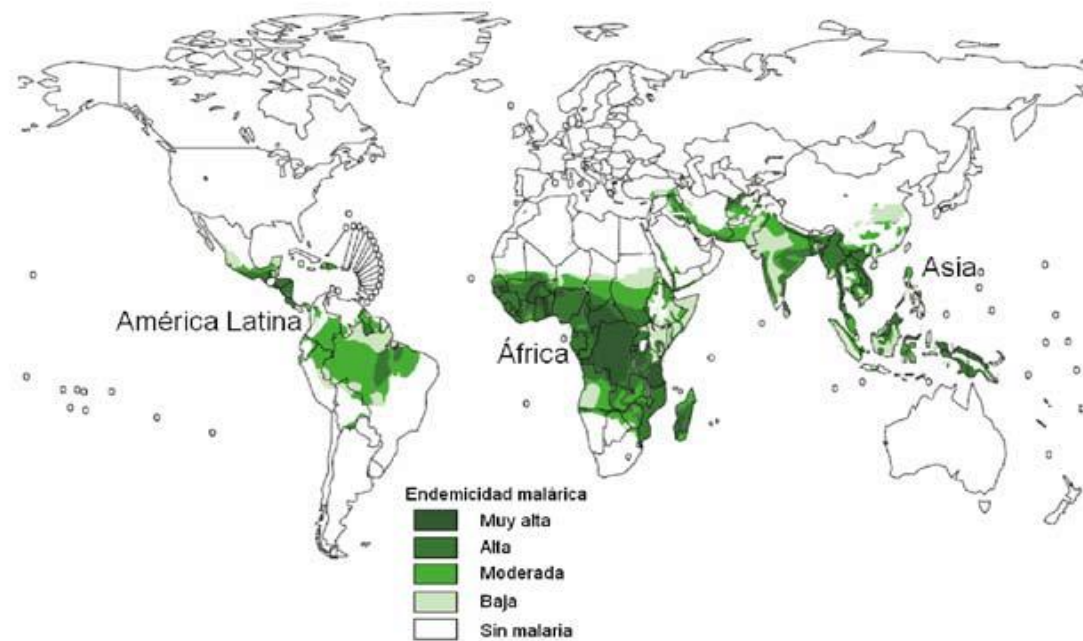 Asia
América Latina
África
Endemicidad malárica
Muy alta
Alta
Moderada
Baja
Sin malaria